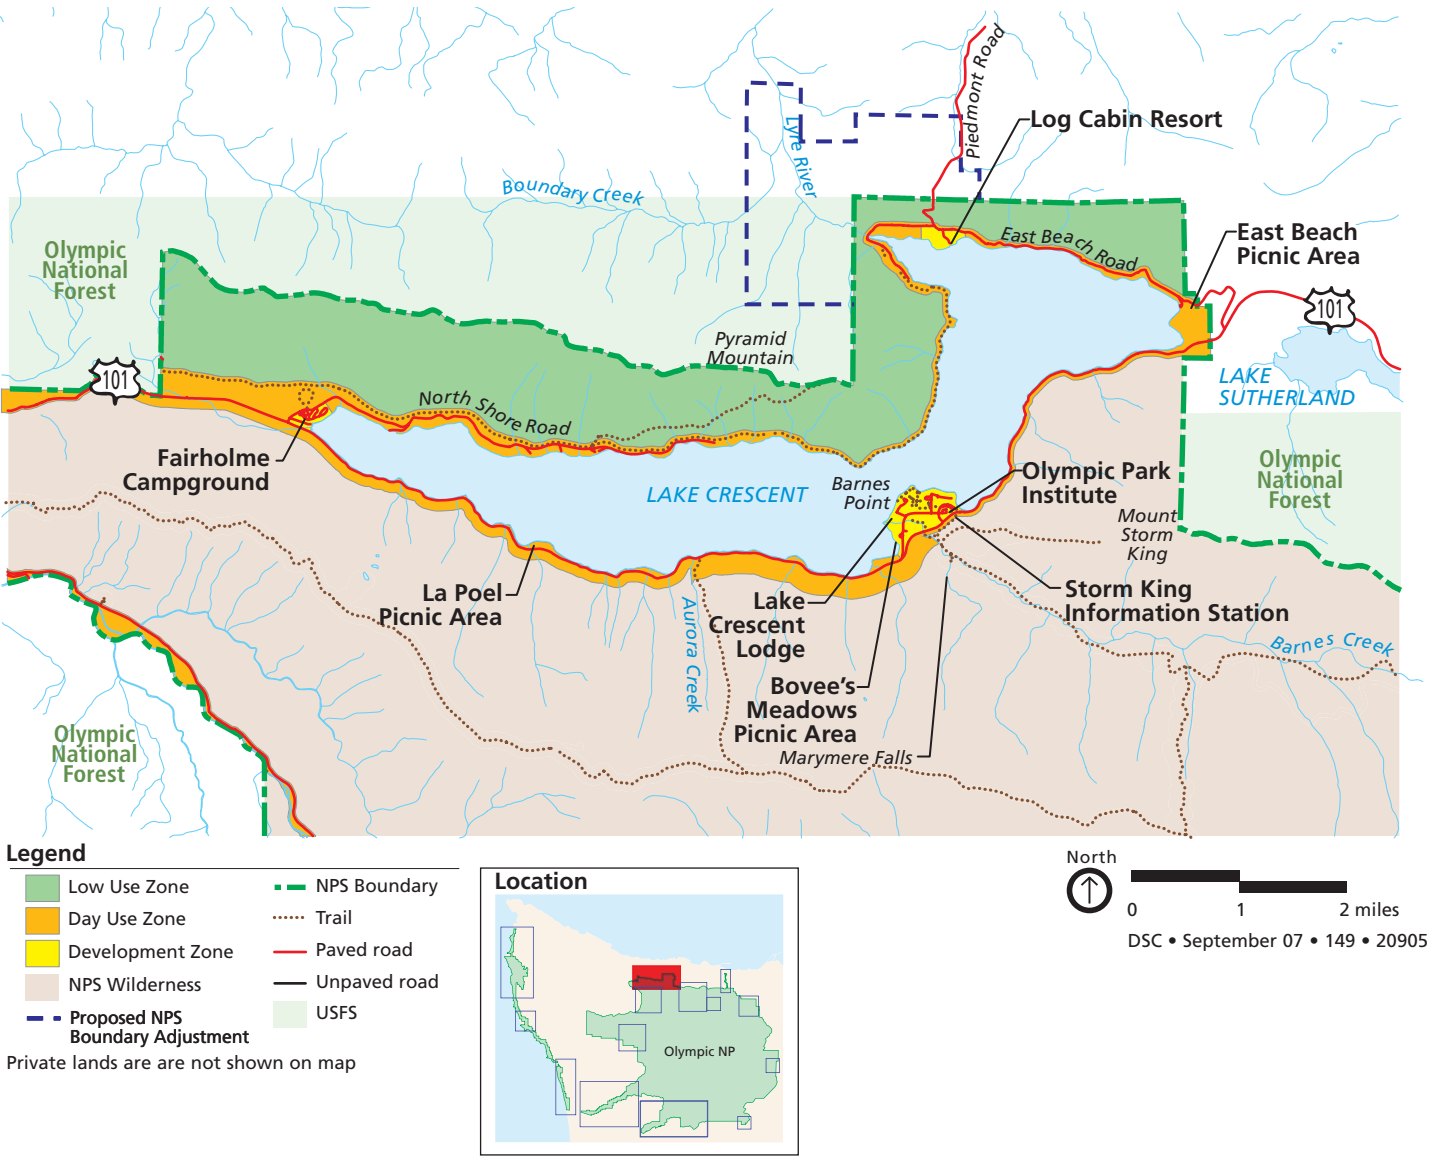 Piedmont Road
Log Cabin Resort
Lyre River
Boundary Creek
East Beach Road
East Beach
Picnic Area
Olympic
National
Forest
101
101
Pyramid
Mountain
LAKE
SUTHERLAND
North Shore Road
Fairholme
Campground
LAKE CRESCENT
Barnes
Point
Olympic Park
Institute
Olympic
National
Forest
Mount
Storm
King
La Poel
Picnic Area
Aurora Creek
Lake
Crescent
Lodge
Storm King
Information Station
Barnes Creek
Bovee's
Meadows
Picnic Area
Marymere Falls
Olympic
National
Forest
Legend
Low Use Zone
Day Use Zone
Development Zone
NPS Wilderness
Proposed NPS
Boundary Adjustment
NPS Boundary
Trail
Paved road
Unpaved road
USFS
Private lands are are not shown on map
Location
Olympic NP
North
0 1 2 miles
DSC • September 07 • 149 • 20905